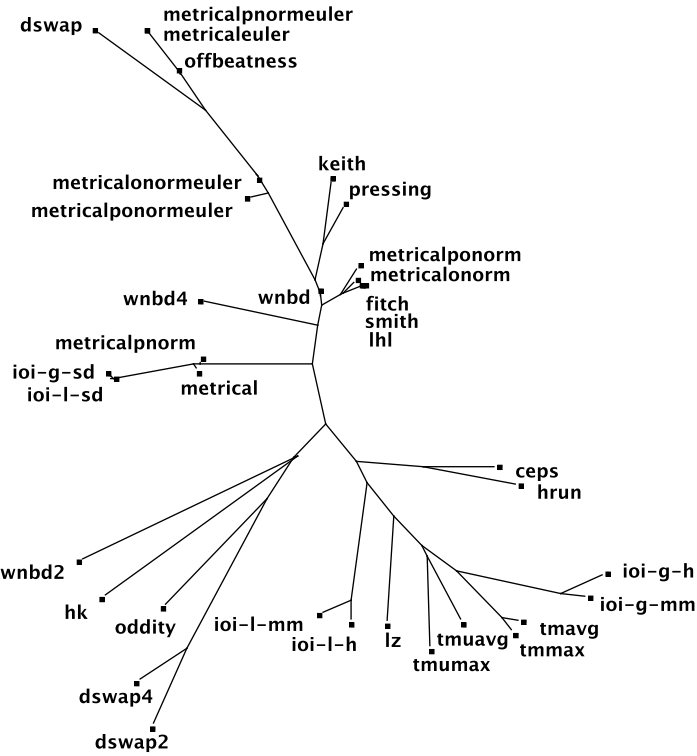 metricalpnormeuler
dswap
metricaleuler
offbeatness
keith
metricalonormeuler
pressing
metricalponormeuler
metricalponorm
metricalonorm
wnbd4
wnbd
fitch
smith
lhl
metricalpnorm
ioi-g-sd
metrical
ioi-l-sd
ceps
hrun
wnbd2
ioi-g-h
ioi-g-mm
hk
oddity
ioi-l-mm
tmavg
ioi-l-h
lz
tmuavg
tmmax
tmumax
dswap4
dswap2